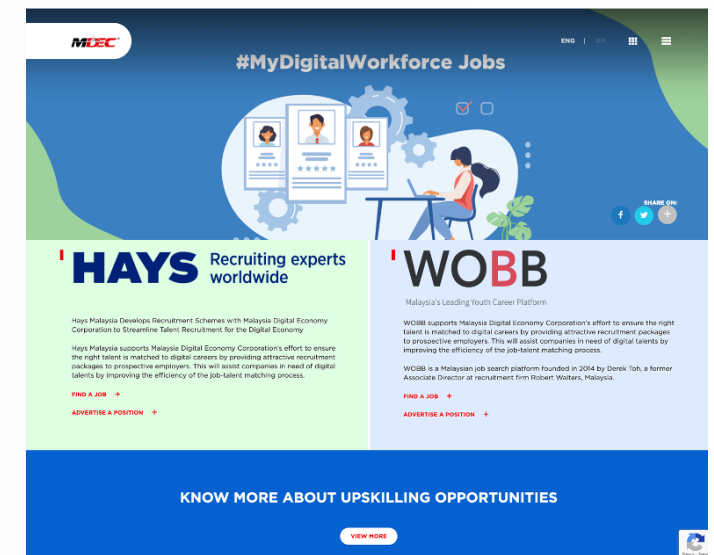 MDEC
ENG | BM
#MyDigitalWorkforce Jobs
SHARE ON:
HAYS Recruiting experts
worldwide
Hays Malaysia Develops Recruitment Schemes with Malaysia Digital Economy
Corporation to Streamline Talent Recruitment for the Digital Economy
Hays Malaysia supports Malaysia Digital Economy Corporation's effort to ensure
the right talent is matched to digital careers by providing attractive recruitment
packages to prospective employers. This will assist companies in need of digital
talents by improving the efficiency of the job-talent matching process.
FIND A JOB +
ADVERTISE A POSITION +
WOBB
Malaysia's Leading Youth Career Platform
WOBB supports Malaysia Digital Economy Corporation's effort to ensure the right
talent is matched to digital careers by providing attractive recruitment packages
to prospective employers. This will assist companies in need of digital talents by
improving the efficiency of the job-talent matching process.
WOBB is a Malaysian job search platform founded in 2014 by Derek Toh, a former
Associate Director at recruitment firm Robert Walters, Malaysia.
FIND A JOB +
ADVERTISE A POSITION +
KNOW MORE ABOUT UPSKILLING OPPORTUNITIES
VIEW MORE